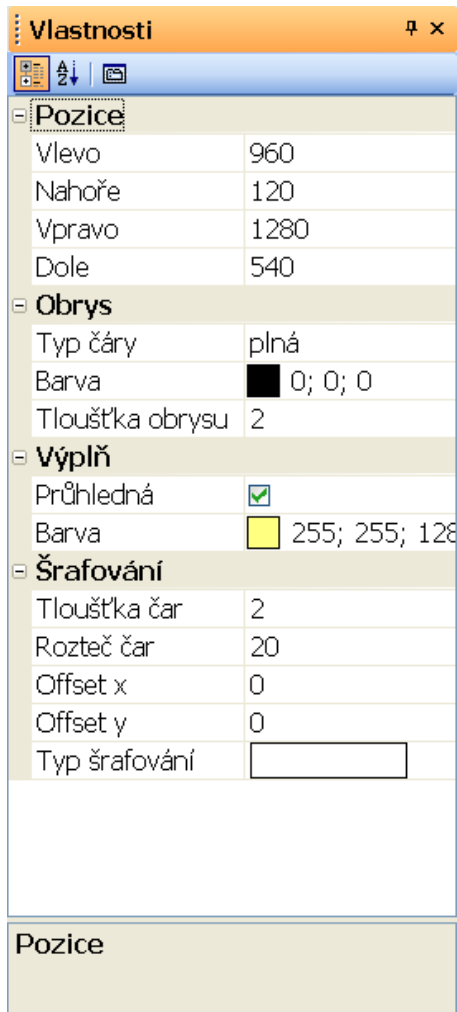 Vlastnosti
Pozice
Vlevo 960
Nahoře 120
Vpravo 1280
Dole 540
Obrys
Typ čáry plná
Barva 0; 0; 0
Tloušťka obrysu 2
Výplň
Průhledná
Barva 255; 255; 128
Šrafování
Tloušťka čar 2
Rozteč čar 20
Offset x 0
Offset y 0
Typ šrafování
Pozice